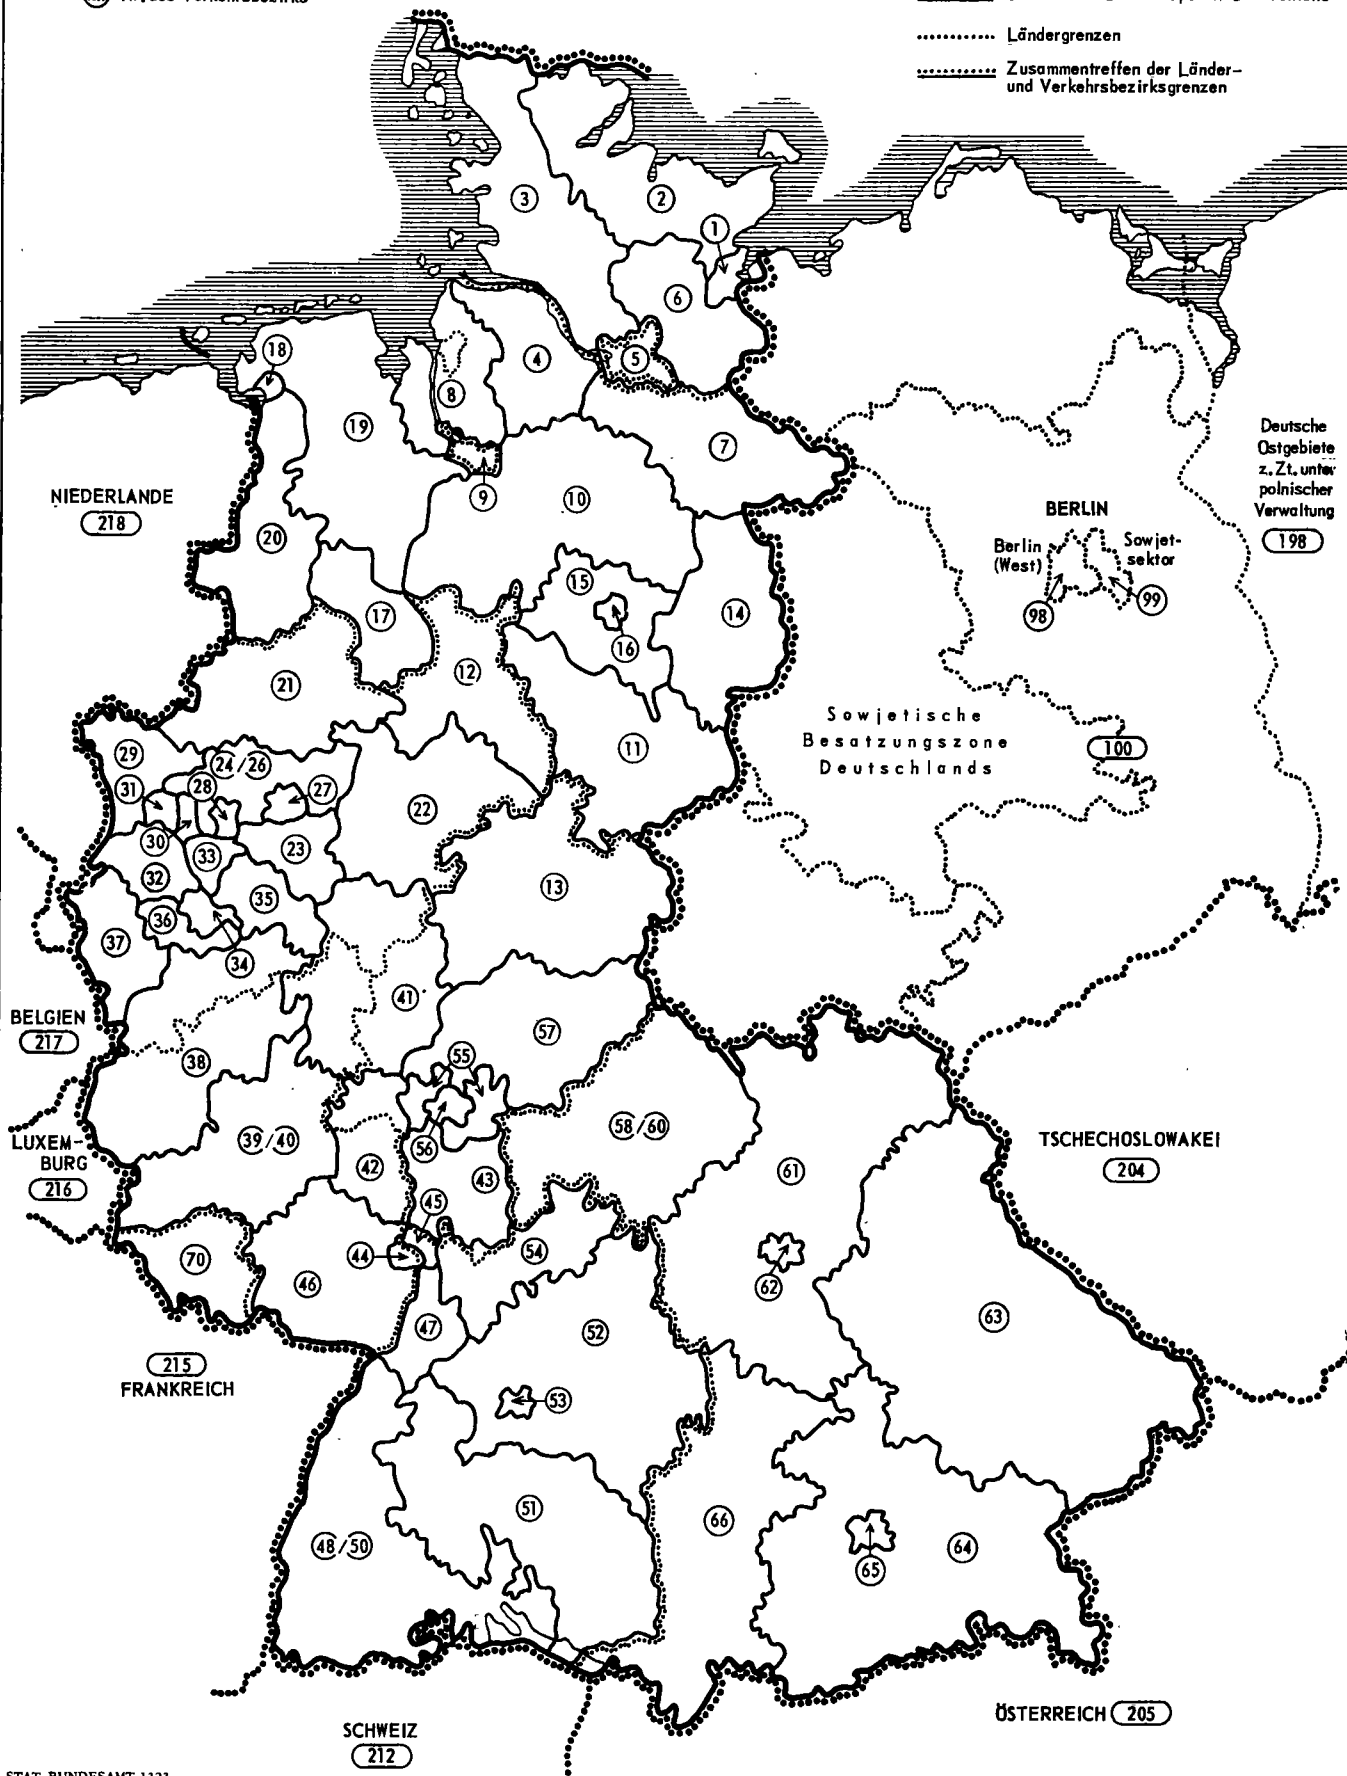 Ländergrenzen
Zusammentreffen der Länder-
und Verkehrsbezirksgrenzen
3
2
1
6
18
4
5
8
19
7
Deutsche
Ostgebiete
z. Zt. unter
polnischer
Verwaltung
198
NIEDERLANDE
218
9
10
BERLIN
20
Berlin
(West)
Sowjet-
sektor
98
99
15
17
14
16
12
21
Sowjetische
Besatzungszone
Deutschlands
100
11
29
24/26
31
28
27
22
30
33
23
32
13
35
36
37
34
41
BELGIEN
217
57
38
55
58/60
LUXEM-
BURG
216
39/40
56
TSCHECHOSLOWAKEI
204
42
43
61
45
44
54
70
46
62
47
52
63
215
FRANKREICH
53
51
66
48/50
64
65
ÖSTERREICH 205
SCHWEIZ
212